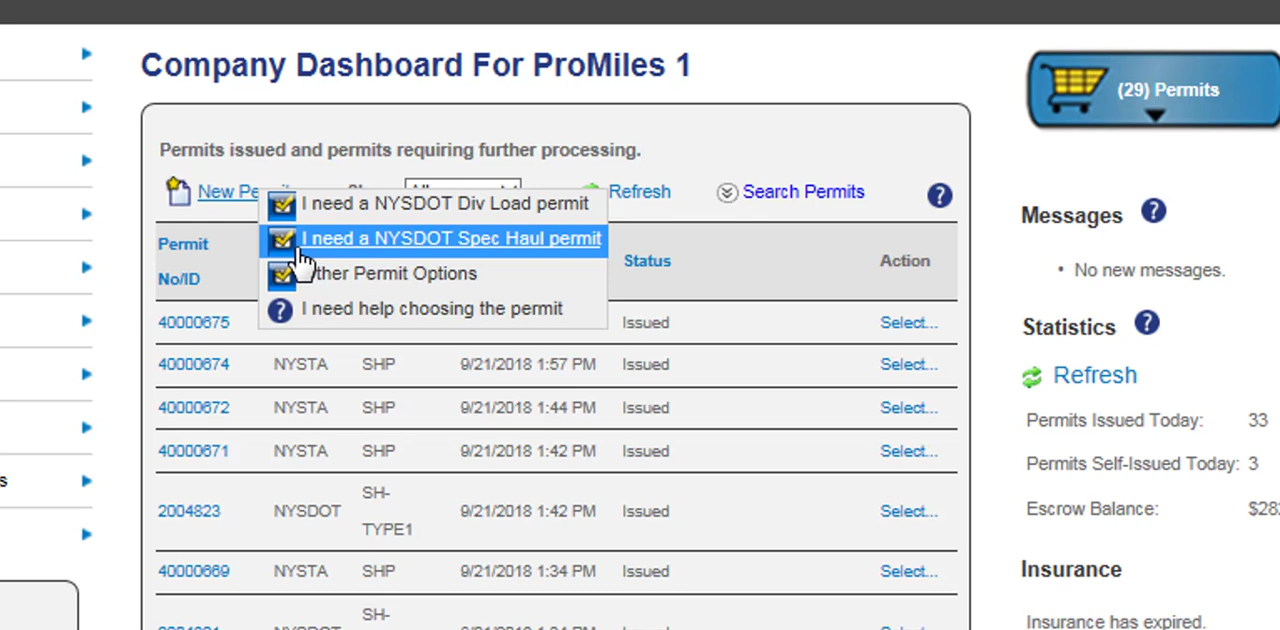 Company Dashboard For ProMiles 1
(29) Permits
Permits issued and permits requiring further processing.
New Refresh Search Permits ?
I need a NYSDOT Div Load permit
I need a NYSDOT Spec Haul permit
ther Permit Options
? I need help choosing the permit
Permit
No/ID
Status
Action
40000675 Issued Select...
40000674 NYSTA SHP 9/21/2018 1:57 PM Issued Select...
40000672 NYSTA SHP 9/21/2018 1:44 PM Issued Select...
40000671 NYSTA SHP 9/21/2018 1:42 PM Issued Select...
2004823 NYSDOT SH-
TYPE1 9/21/2018 1:42 PM Issued Select...
40000669 NYSTA SHP 9/21/2018 1:34 PM Issued Select...
SH-
Messages ?
• No new messages.
Statistics ?
Refresh
Permits Issued Today: 33
Permits Self-Issued Today: 3
Escrow Balance: $28
Insurance
Insurance has expired.
s